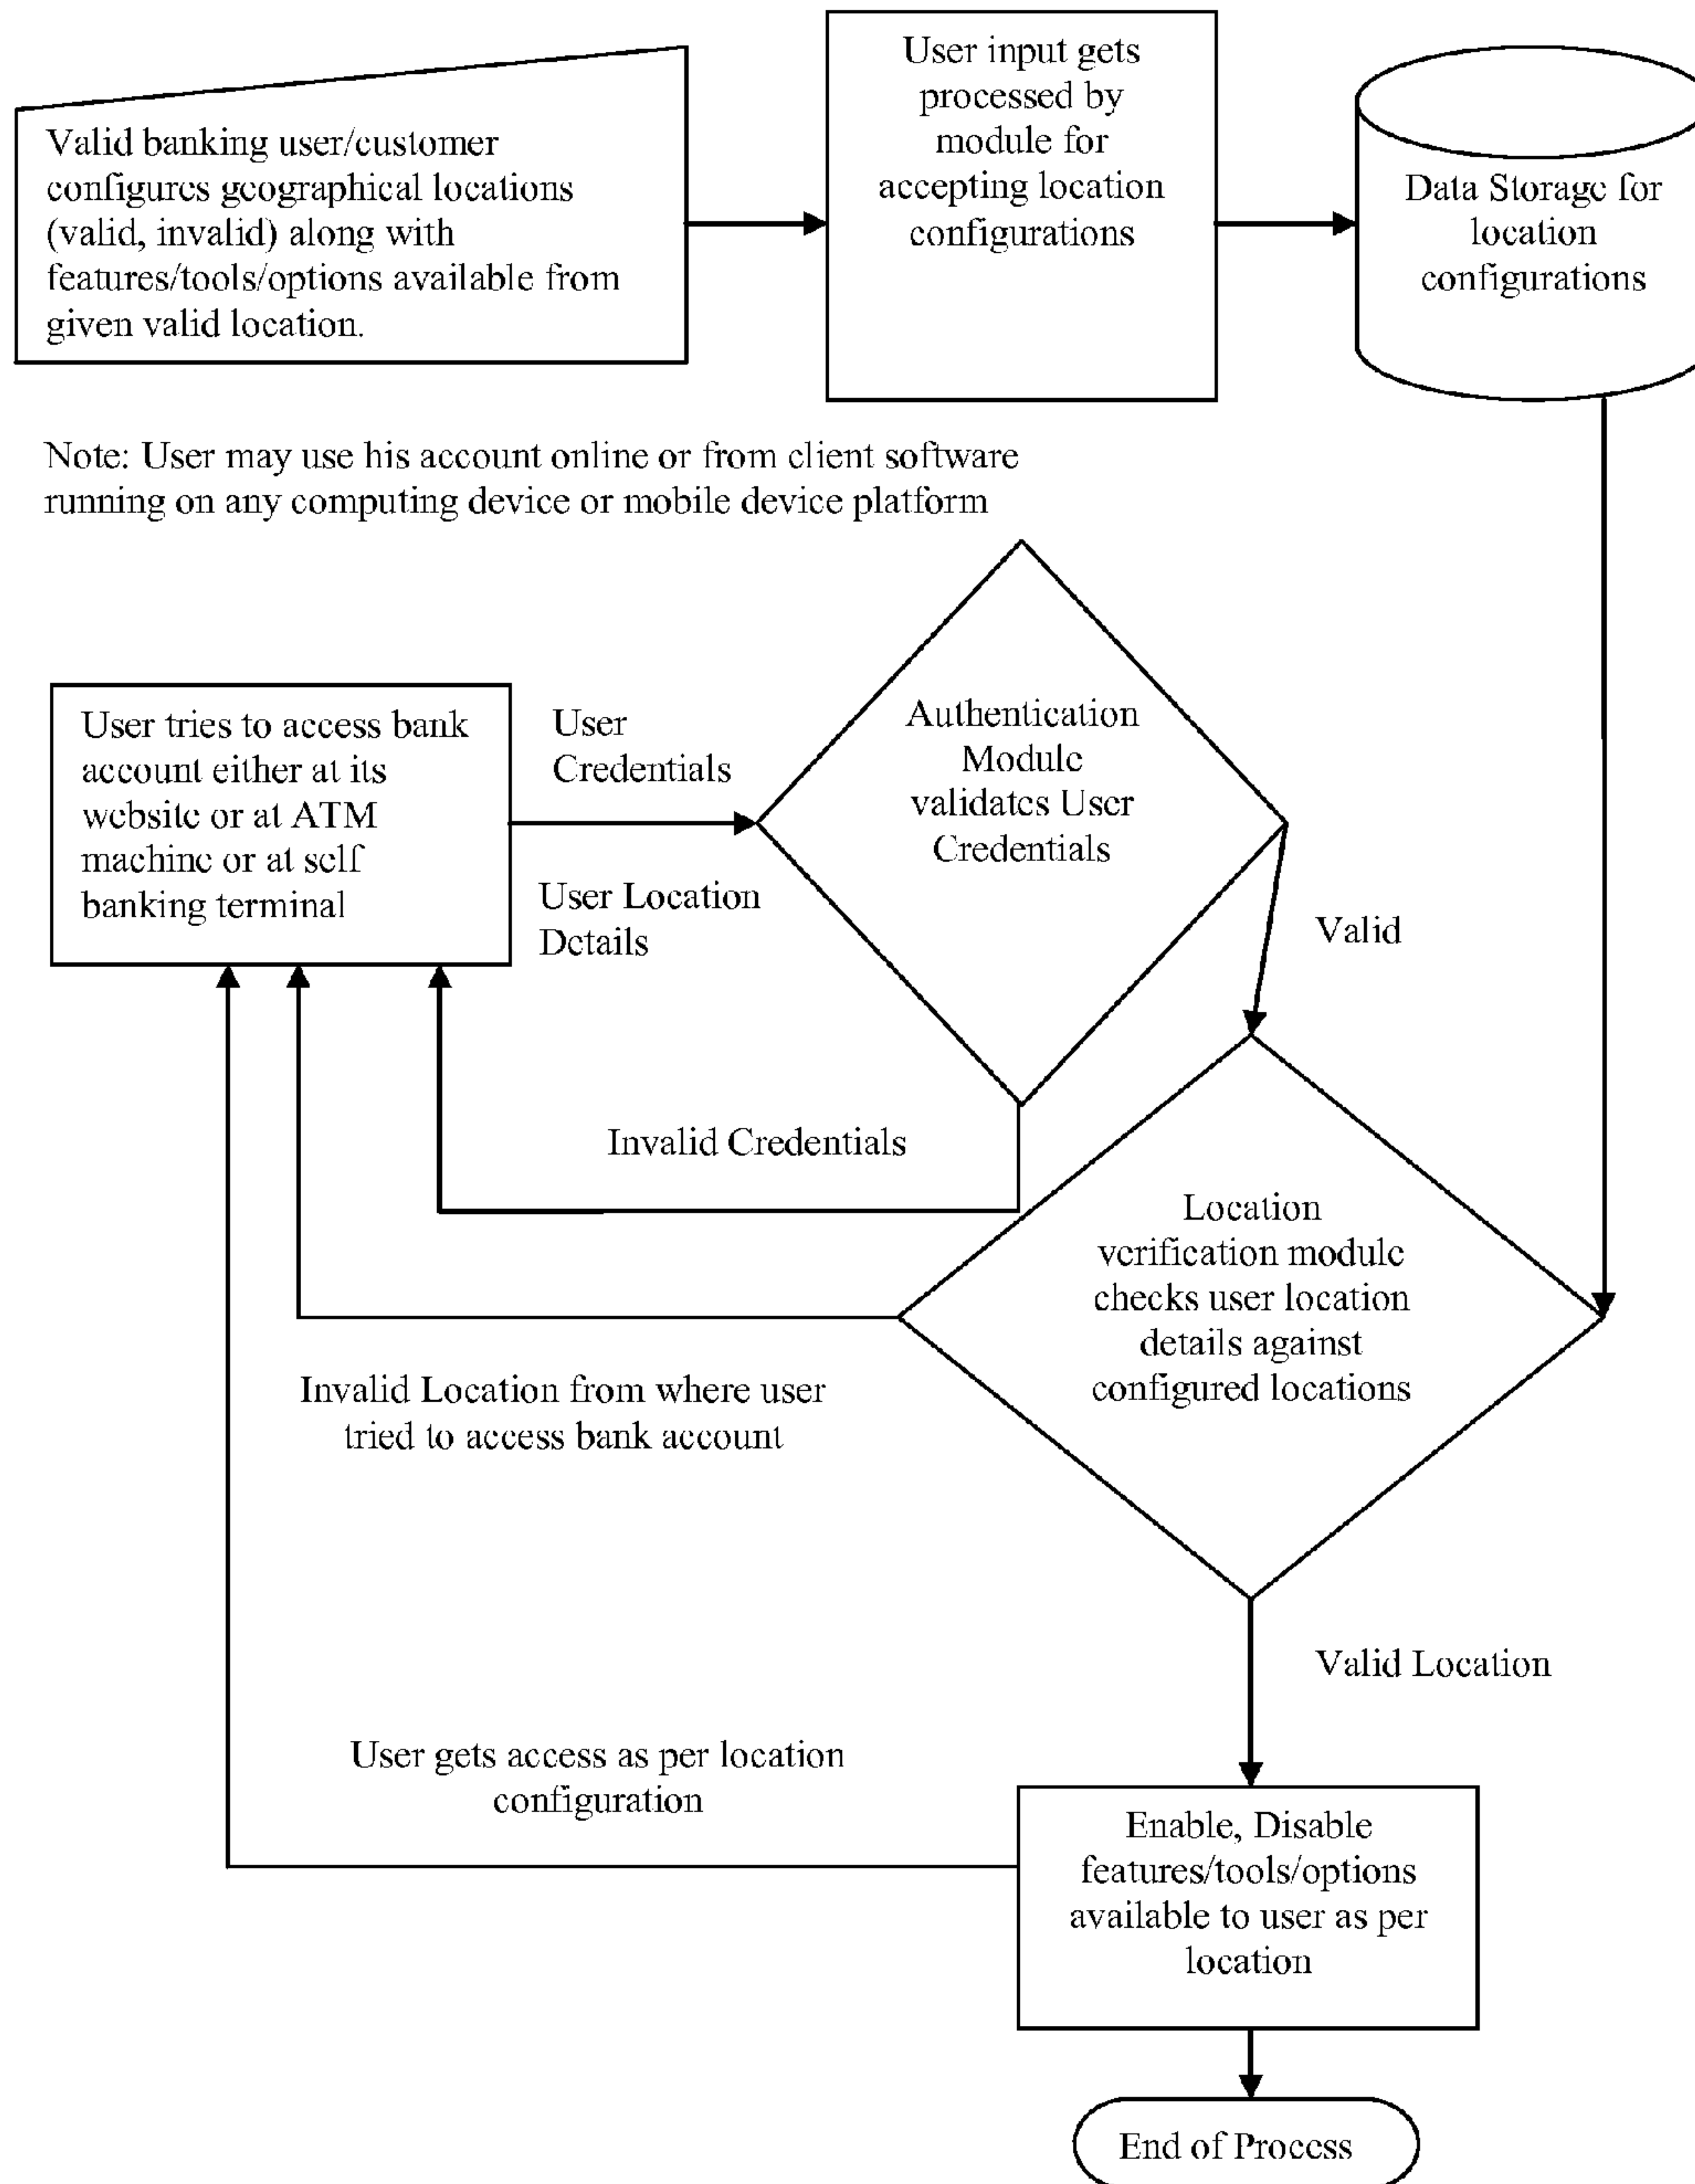 Valid banking user/customer
configures geographical locations
(valid, invalid) along with
features/tools/options available from
given valid location.
User input gets
processed by
module for
accepting location
configurations
Data Storage for
location
configurations
Note: User may use his account online or from client software
running on any computing device or mobile device platform
User tries to access bank
account either at its
website or at ATM
machine or at self
banking terminal
User
Credentials
User Location
Details
Authentication
Module
validates User
Credentials
Valid
Invalid Credentials
Location
verification module
checks user location
details against
configured locations
Invalid Location from where user
tried to access bank account
Valid Location
User gets access as per location
configuration
Enable, Disable
features/tools/options
available to user as per
location
End of Process